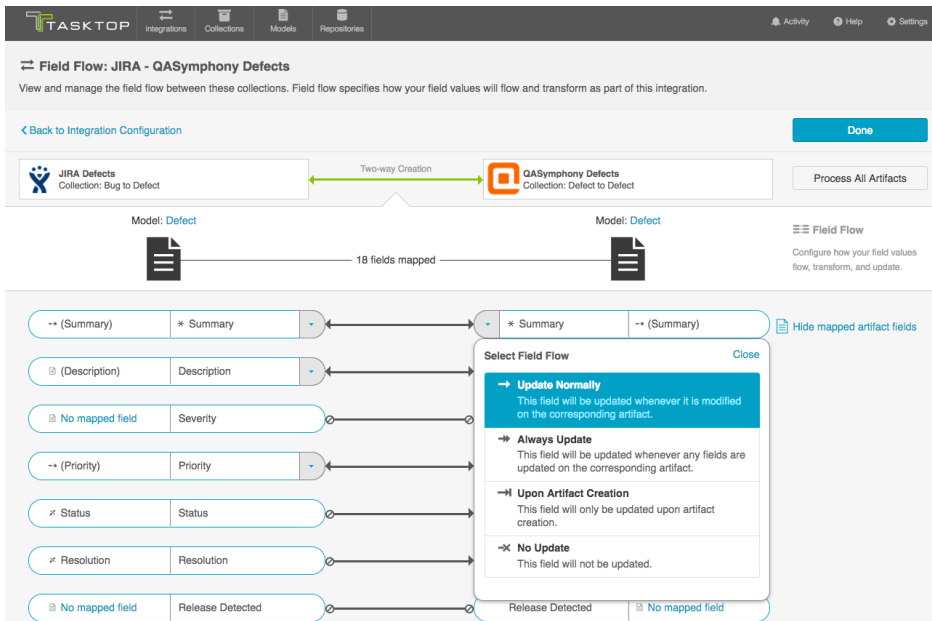 TASKTOP
Integrations
Collections
Models
Repositories
Activity
Help
Settings
Field Flow: JIRA - QASymphony Defects
View and manage the field flow between these collections. Field flow specifies how your field values will flow and transform as part of this integration.
Back to Integration Configuration
Done
JIRA Defects
Collection: Bug to Defect
Two-way Creation
QASymphony Defects
Collection: Defect to Defect
Process All Artifacts
Model: Defect
Model: Defect
18 fields mapped
Field Flow
Configure how your field values
flow, transform, and update.
(Summary)
* Summary
* Summary
(Summary)
Hide mapped artifact fields
Select Field Flow
Close
Update Normally
This field will be updated whenever it is modified
on the corresponding artifact.
Always Update
This field will be updated whenever any fields are
updated on the corresponding artifact.
Upon Artifact Creation
This field will only be updated upon artifact
creation.
No Update
This field will not be updated.
(Description)
Description
No mapped field
Severity
(Priority)
Priority
Status
Status
Resolution
Resolution
No mapped field
Release Detected
Release Detected
No mapped field